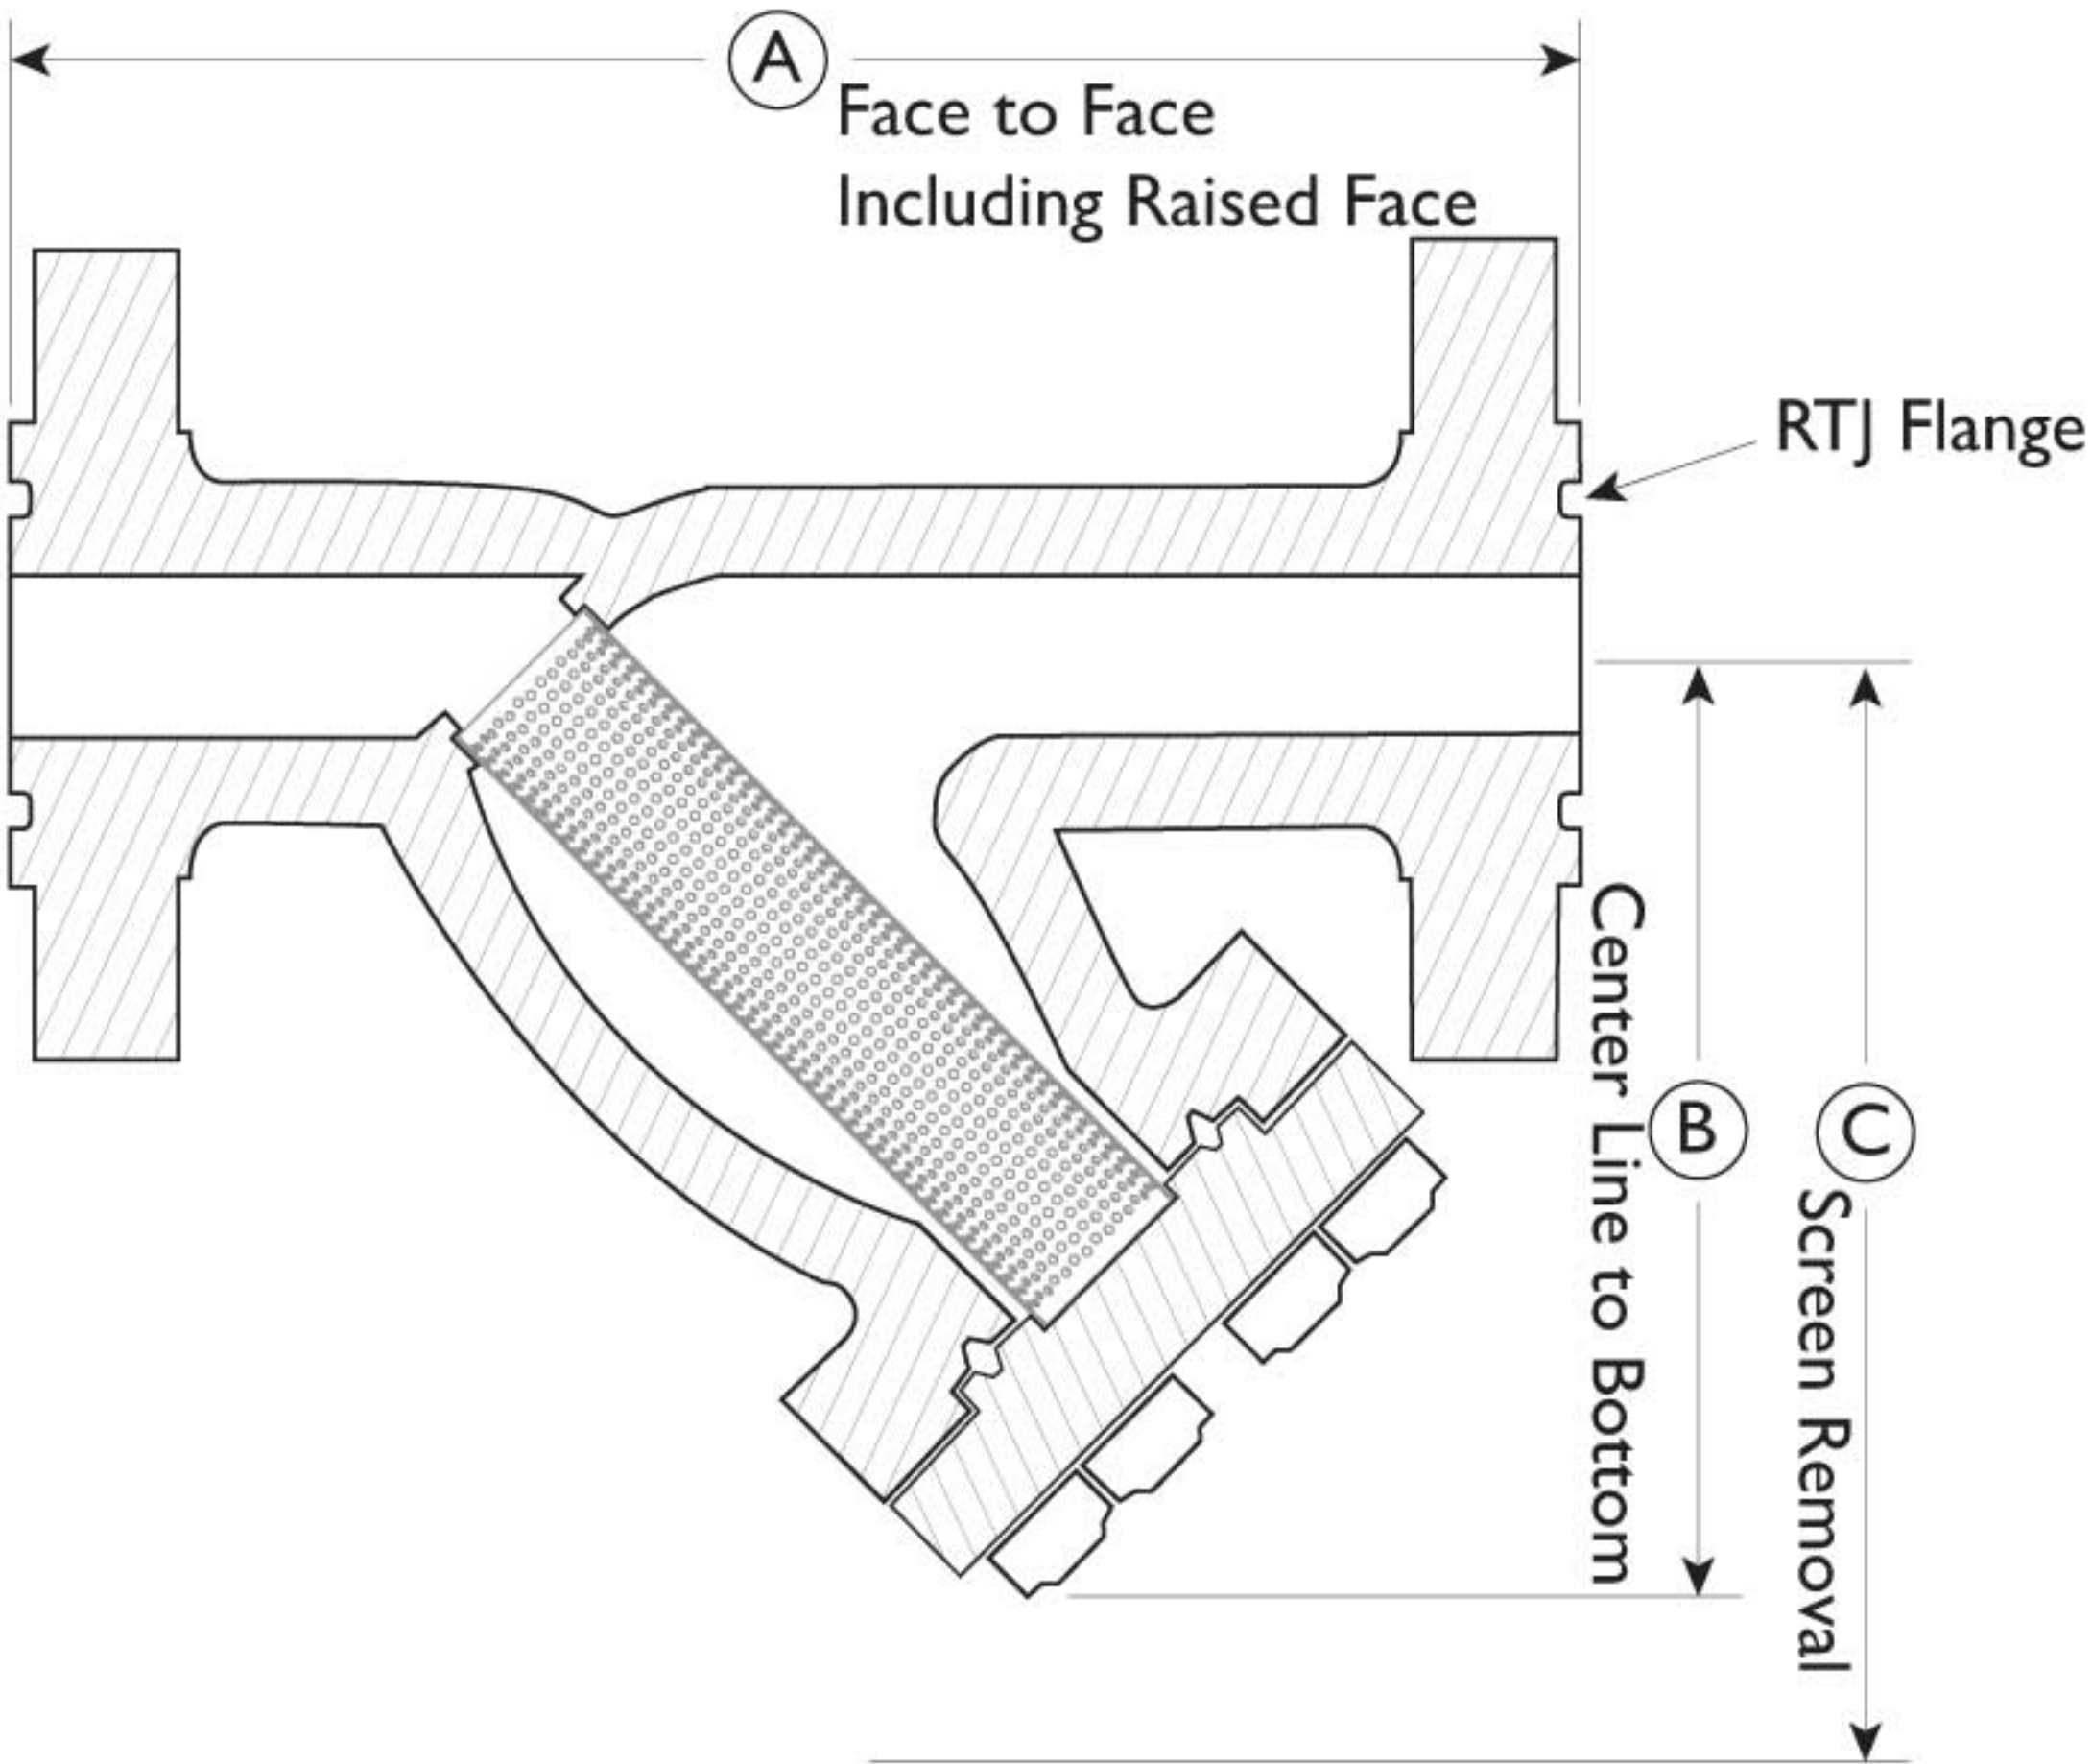 A
Face to Face
Including Raised Face
RTJ Flange
Center Line to Bottom
B
C
Screen Removal